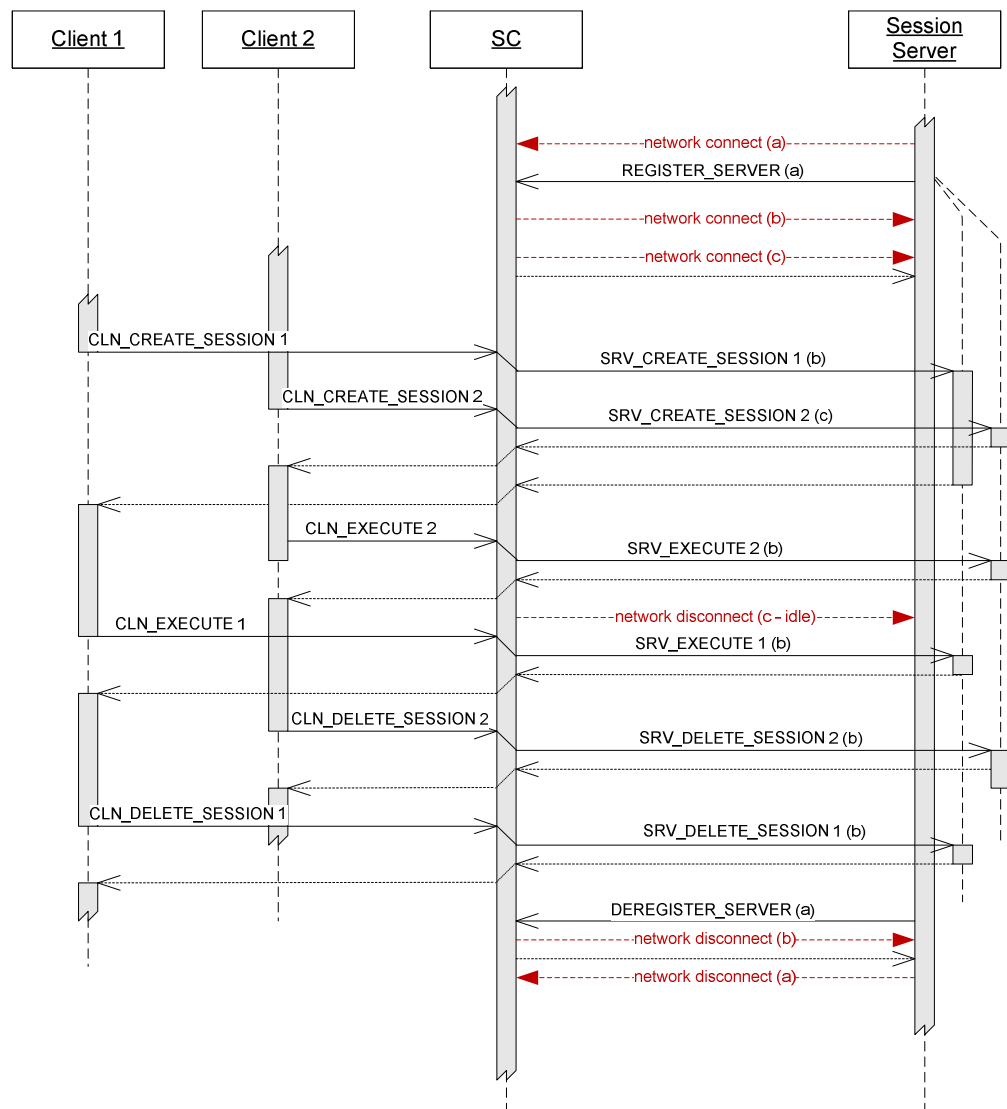 Client 1
Client 2
SC
Session
Server
network connect (a)
REGISTER_SERVER (a)
network connect (b)
network connect (c)
CLN_CREATE_SESSION 1
SRV_CREATE_SESSION 1 (b)
CLN_CREATE_SESSION 2
SRV_CREATE_SESSION 2 (c)
CLN_EXECUTE 2
SRV_EXECUTE 2 (b)
network disconnect (c - idle)
CLN_EXECUTE 1
SRV_EXECUTE 1 (b)
CLN_DELETE_SESSION 2
SRV_DELETE_SESSION 2 (b)
CLN_DELETE_SESSION 1
SRV_DELETE_SESSION 1 (b)
DEREGISTER_SERVER (a)
network disconnect (b)
network disconnect (a)